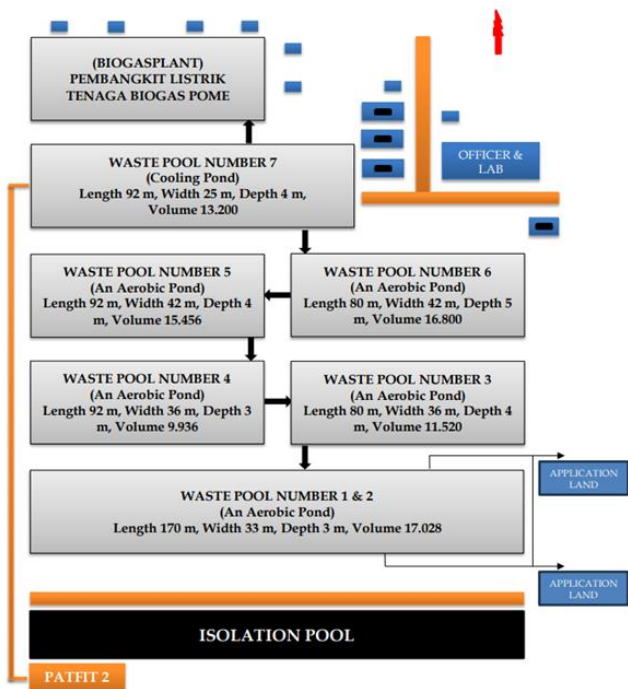 (BIOGASPLANT)
PEMBANGKIT LISTRIK
TENAGA BIOGAS POME
WASTE POOL NUMBER 7
(Cooling Pond)
Length 92 m, Width 25 m, Depth 4 m,
Volume 13.200
OFFICER &
LAB
WASTE POOL NUMBER 5
(An Aerobic Pond)
Length 92 m, Width 42 m, Depth 4
m, Volume 15.456
WASTE POOL NUMBER 6
(An Aerobic Pond)
Length 80 m, Width 42 m, Depth 5
m, Volume 16.800
WASTE POOL NUMBER 4
(An Aerobic Pond)
Length 92 m, Width 36 m, Depth 3
m, Volume 9.936
WASTE POOL NUMBER 3
(An Aerobic Pond)
Length 80 m, Width 36 m, Depth 4
m, Volume 11.520
WASTE POOL NUMBER 1 & 2
(An Aerobic Pond)
Length 170 m, Width 33 m, Depth 3 m, Volume 17.028
APPLICATION
LAND
APPLICATION
LAND
ISOLATION POOL
PATFIT 2